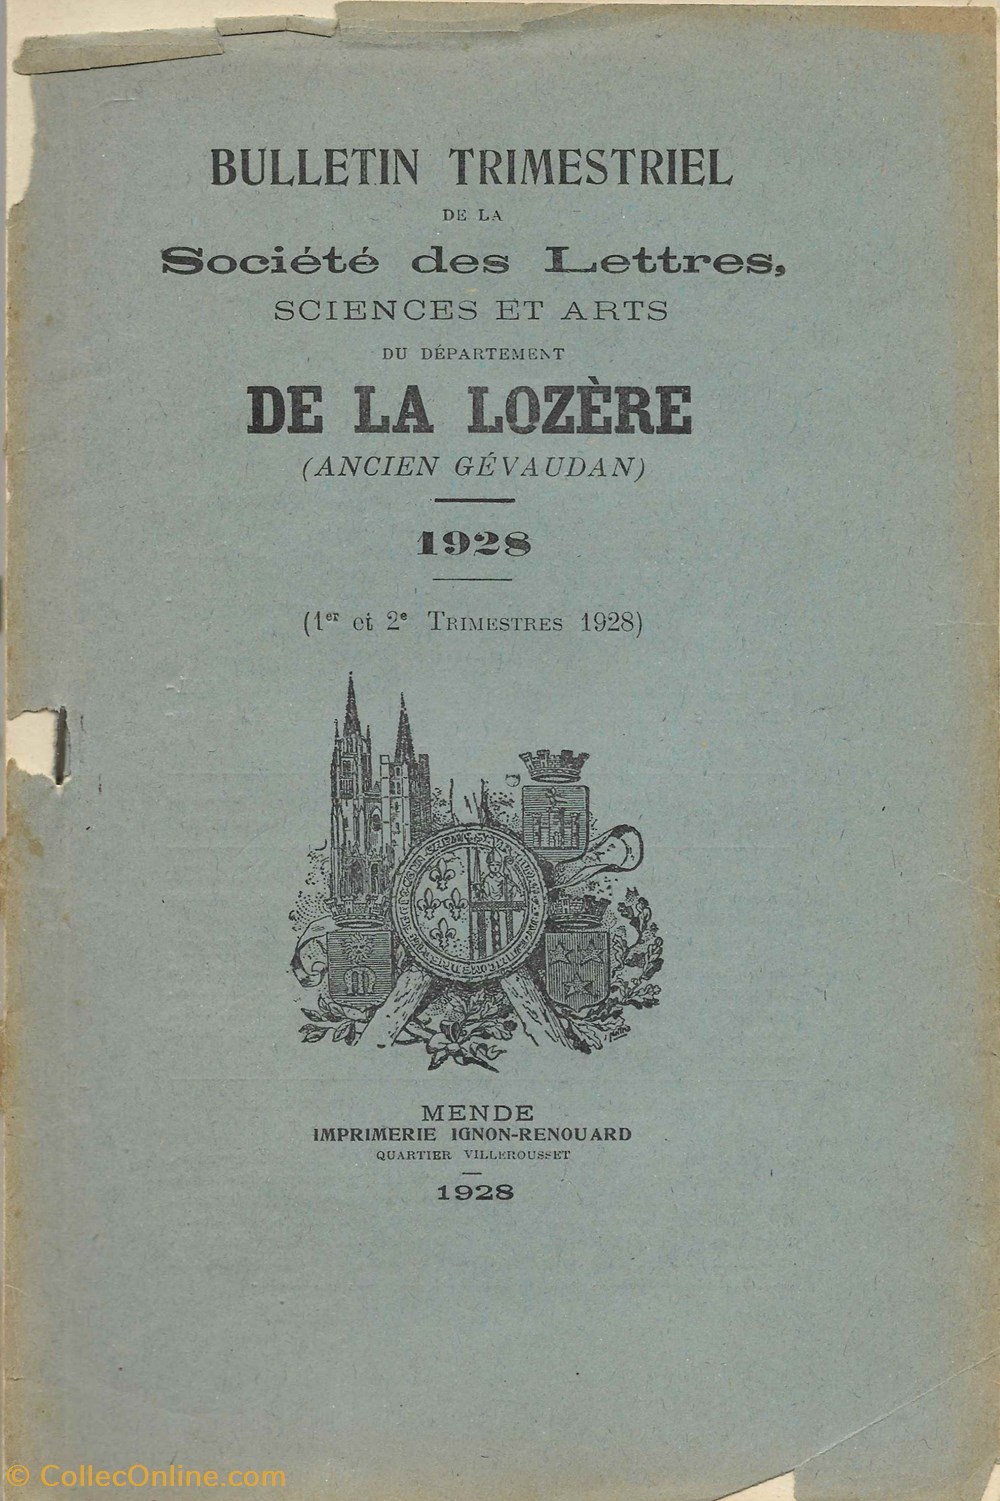 BULLETIN TRIMESTRIEL
DE LA
Société des Lettres,
SCIENCES ET ARTS
DU DÉPARTEMENT
DE LA LOZÈRE
(ANCIEN GÉVAUDAN)
1928
(1er et 2e TRIMESTRES 1928)
MENDE
IMPRIMERIE IGNON-RENOUARD
QUARTIER VILLEROUSSET
1928
© CollecOnline.com